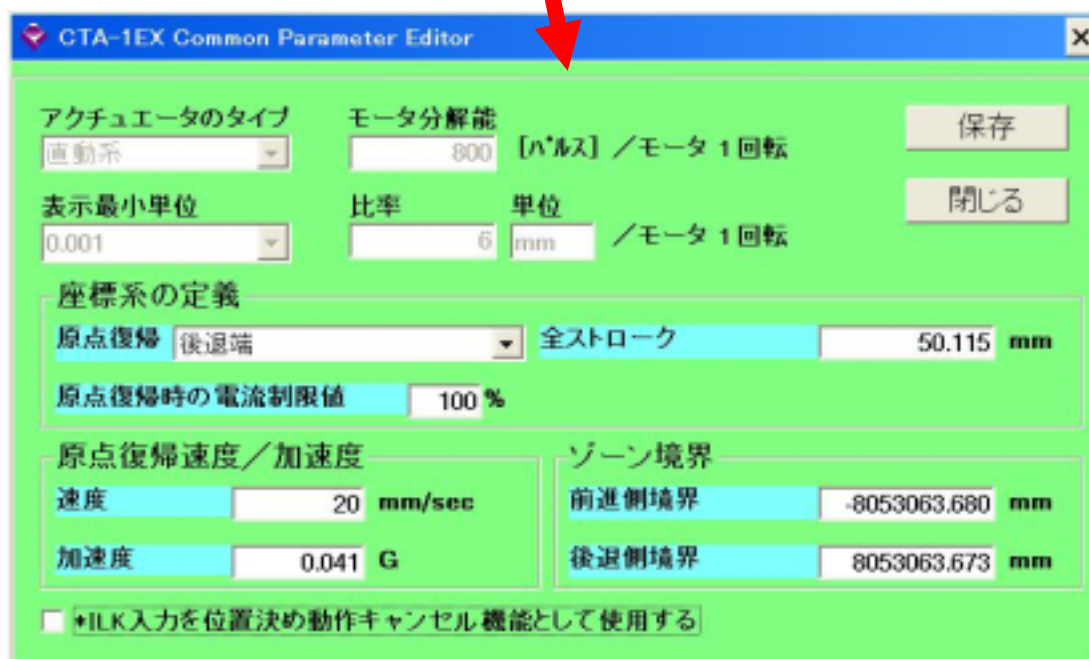 CTA-1EX Common Parameter Editor
アクチュエータのタイプ モータ分解能
直動系 800 [パルス] ／モータ 1 回転 保存
表示最小単位 比率 単位 閉じる
0.001 6 mm ／モータ 1 回転
座標系の定義
原点復帰 後退端 全ストローク 50.115 mm
原点復帰時の電流制限値 100 %
原点復帰速度／加速度 ゾーン境界
速度 20 mm/sec 前進側境界 -8053063.680 mm
加速度 0.041 G 後退側境界 8053063.673 mm
*ILK入力を位置決め動作キャンセル機能として使用する